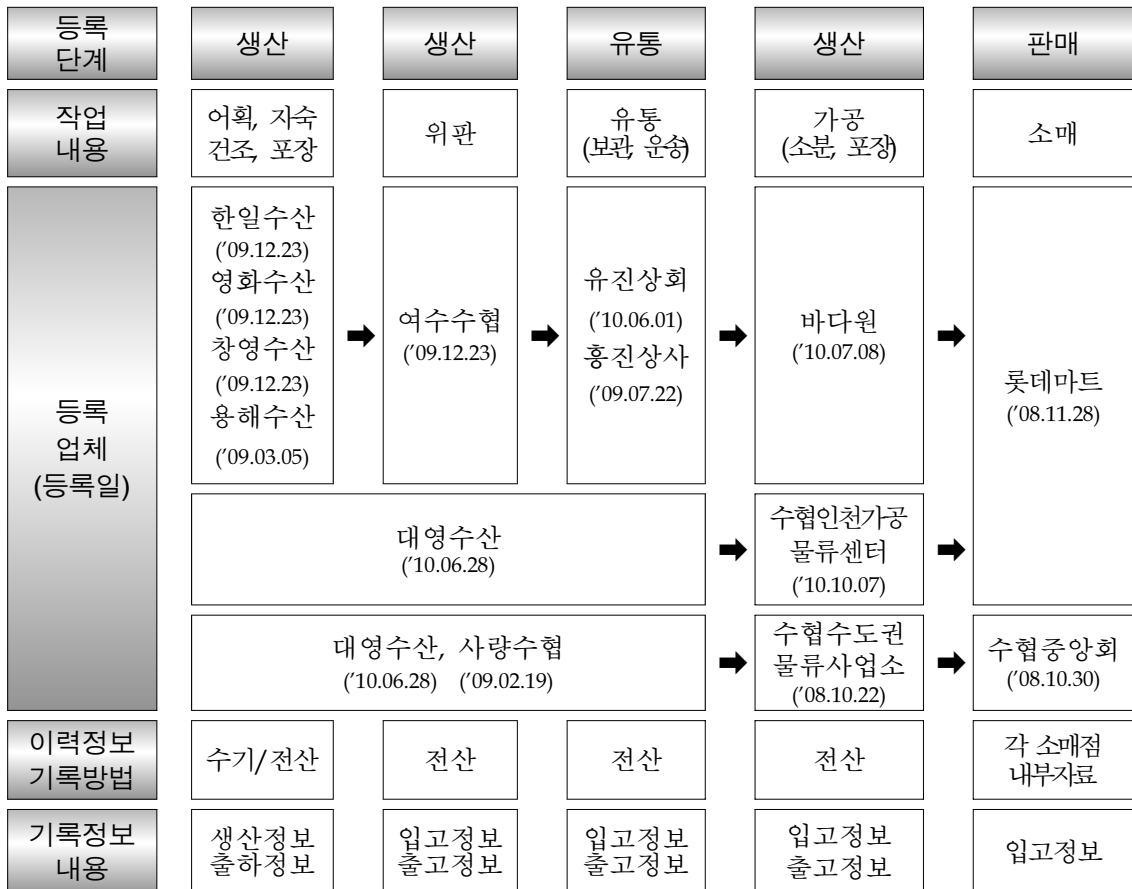 등록
단계
생산
생산
유통
생산
판매
작업
내용
어획, 자숙
건조, 포장
위판
유통
(보관, 운송)
가공
(소분, 포장)
소매
등록
업체
(등록일)
한일수산
('09.12.23)
영화수산
('09.12.23)
창영수산
('09.12.23)
용해수산
('09.03.05)
여수수협
('09.12.23)
유진상회
('10.06.01)
흥진상사
('09.07.22)
바다원
('10.07.08)
롯데마트
('08.11.28)
대영수산
('10.06.28)
수협인천가공
물류센터
('10.10.07)
대영수산, 사량수협
('10.06.28) ('09.02.19)
수협수도권
물류사업소
('08.10.22)
수협중앙회
('08.10.30)
이력정보
기록방법
수기/전산
전산
전산
전산
각 소매점
내부자료
기록정보
내용
생산정보
출하정보
입고정보
출고정보
입고정보
출고정보
입고정보
출고정보
입고정보